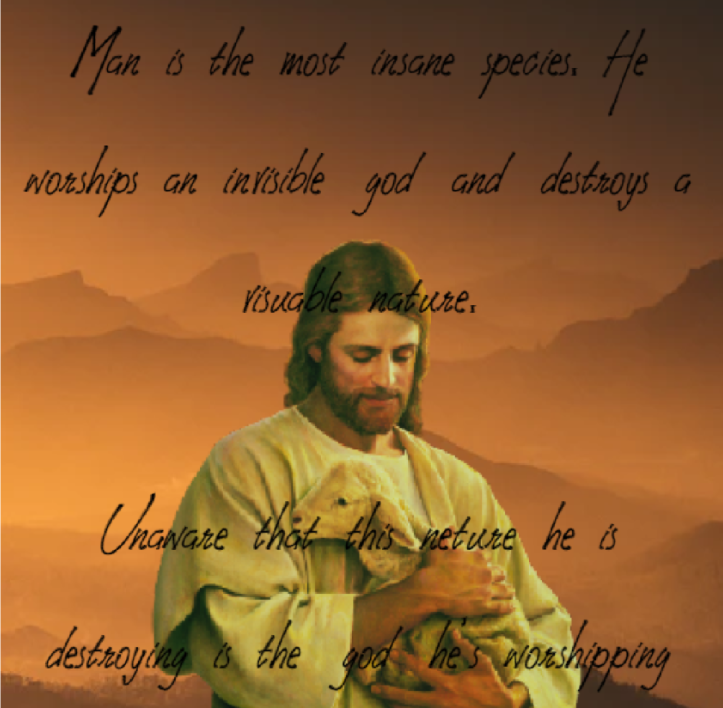 Man is the most insane species. He
worships an invisible god and destroys a
visuable nature.
Unaware that this neture he is
destroying is the god he's worshipping